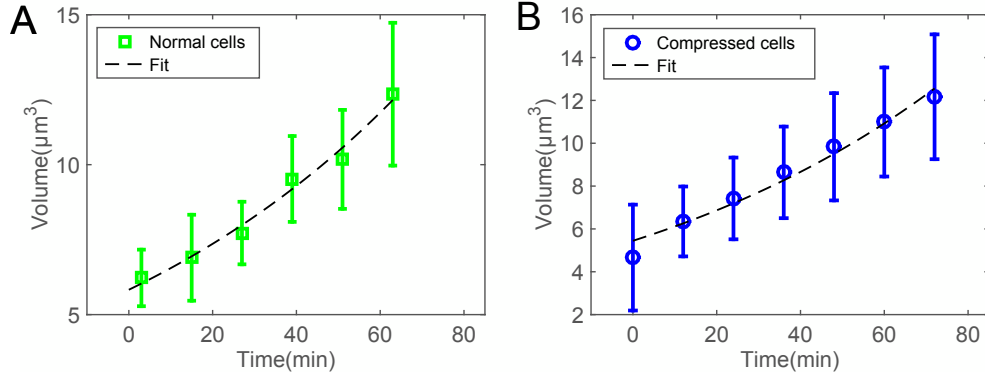 A
Normal cells
Fit
15
10
5
Volume(μm³)
0 20 40 60 80
Time(min)
B
Compressed cells
Fit
16
14
12
10
8
6
4
2
Volume(μm³)
0 20 40 60 80
Time(min)